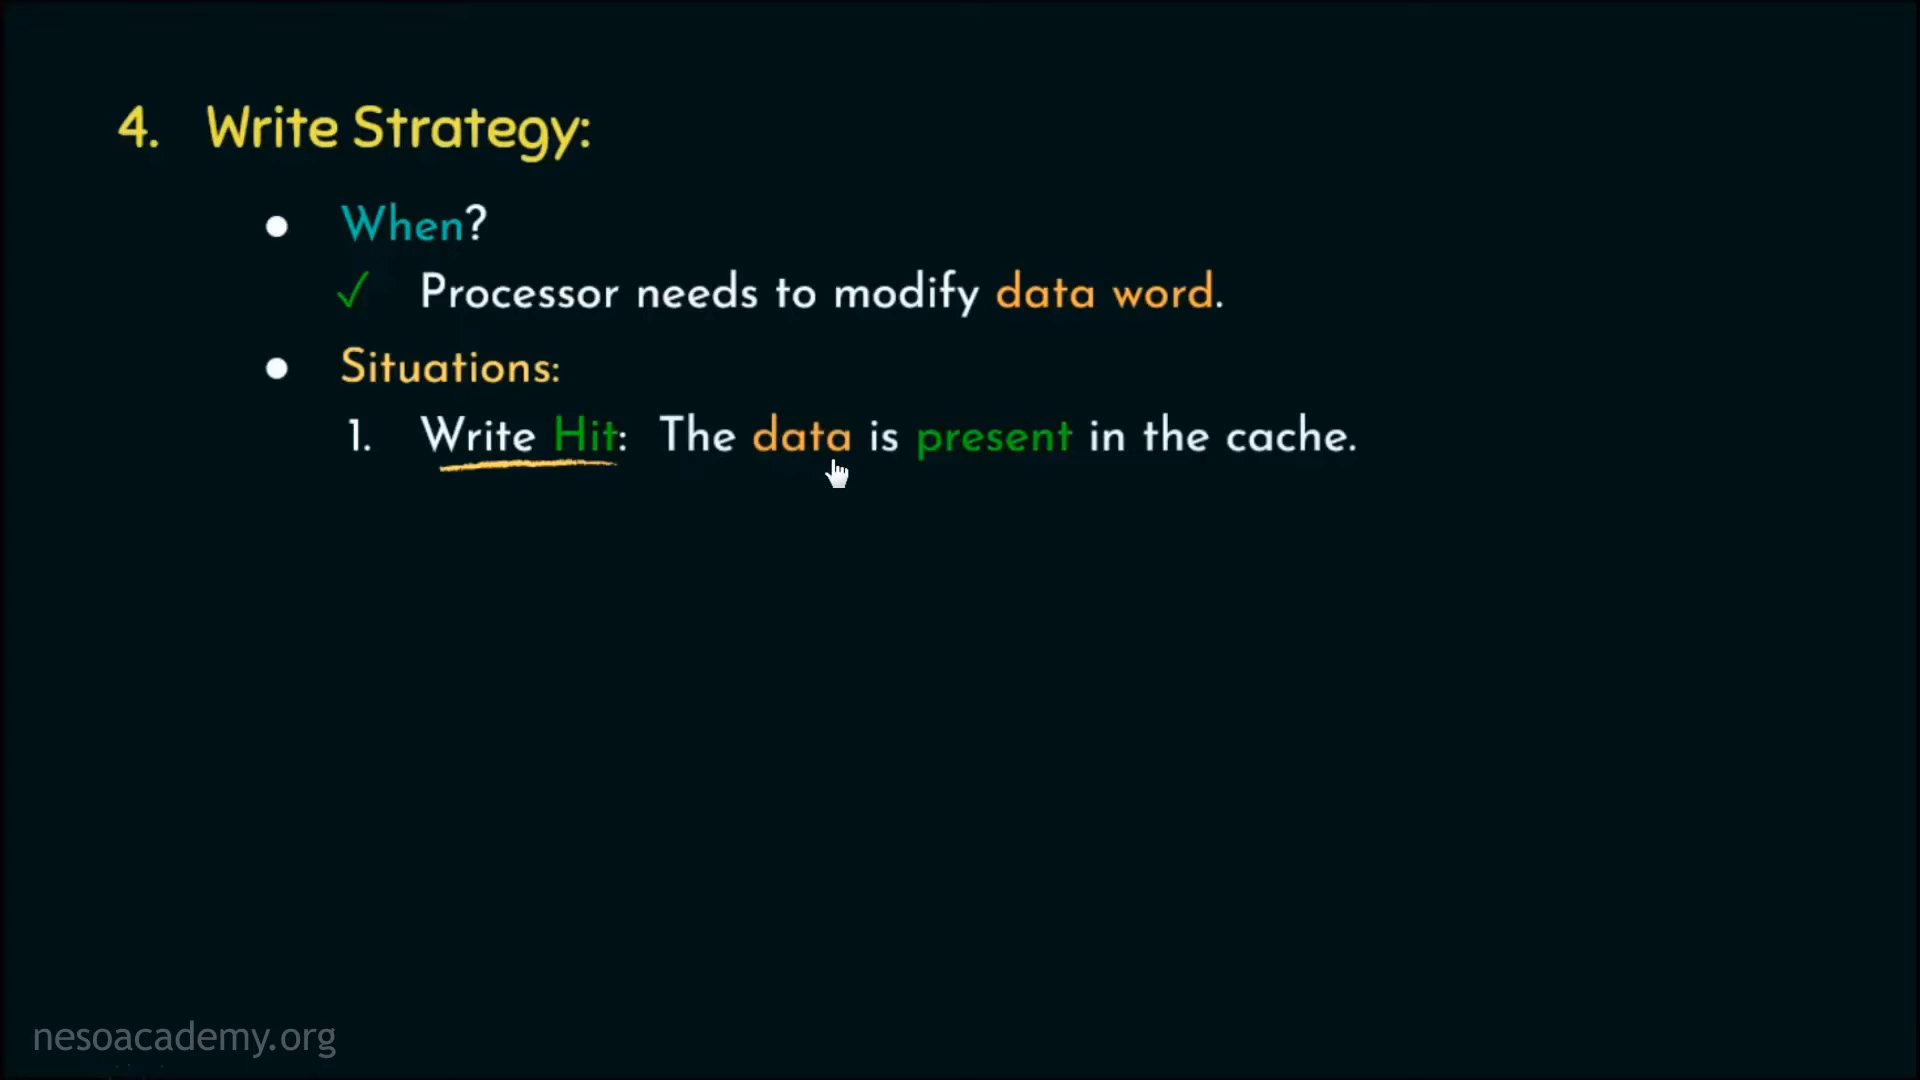 4. Write Strategy:
● When?
✓ Processor needs to modify data word.
● Situations:
1. Write Hit: The data is present in the cache.
nesoacademy.org